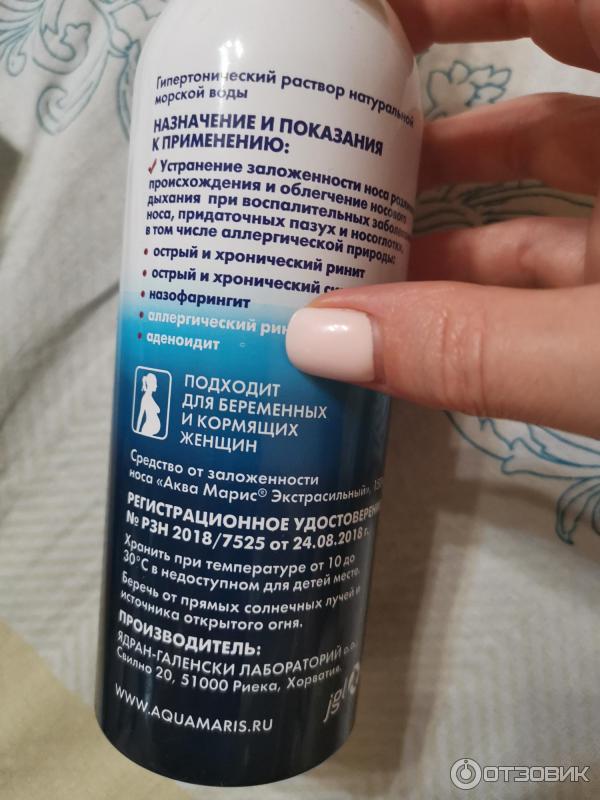 Гипертонический раствор натуральной
морской воды
НАЗНАЧЕНИЕ И ПОКАЗАНИЯ
К ПРИМЕНЕНИЮ:
✓ Устранение заложенности носа
происхождения и облегчение носового
дыхания при воспалительных
носа, придаточных пазух и носоглотки,
в том числе аллергической природы:
• острый и хронический ринит
• острый и хронический
• назофарингит
• аллергический
• аденоидит
ПОДХОДИТ
ДЛЯ БЕРЕМЕННЫХ
И КОРМЯЩИХ
ЖЕНЩИН
Средство от заложенности
носа «Аква Марис® Экстрасильный»,
РЕГИСТРАЦИОННОЕ
№ РЗН 2018/7525 от 24.08.2018 г.
Хранить при температуре от 10 до
30°С в недоступном для детей месте.
Беречь от прямых солнечных лучей и
источника открытого огня.
ПРОИЗВОДИТЕЛЬ:
ЯДРАН-ГАЛЕНСКИ ЛАБОРАТОРИЙ о.о.
Свилно 20, 51000 Риека, Хорватия.
jgl
WWW.AQUAMARIS.RU
ОТЗОВИК